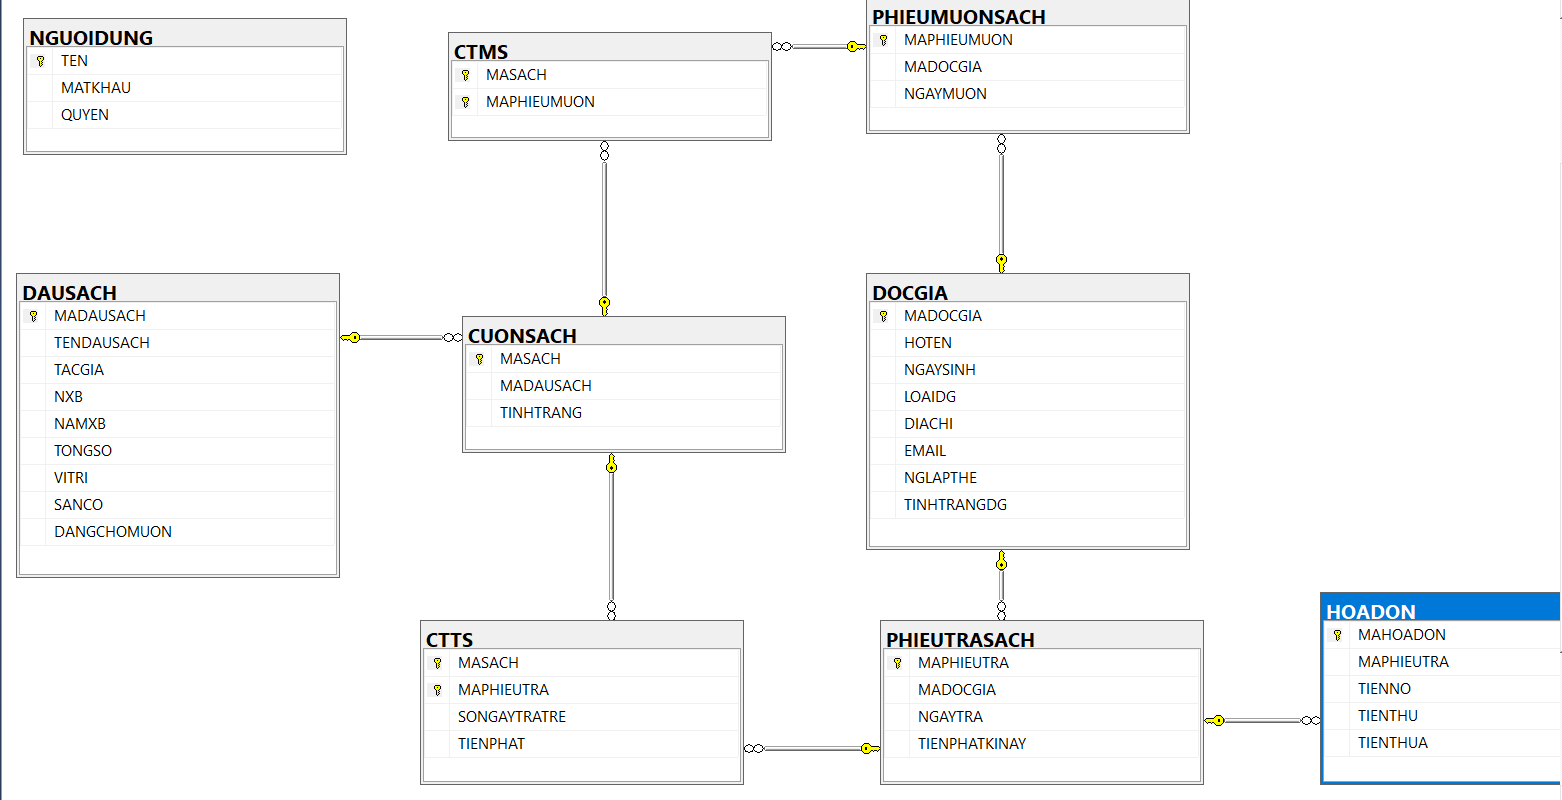 NGUOIDUNG
TEN
MATKHAU
QUYEN
CTMS
MASACH
MAPHIEUMUON
PHIEUMUONSACH
MAPHIEUMUON
MADOCGIA
NGAYMUON
DAUSACH
MADAUSACH
TENDAUSACH
TACGIA
NXB
NAMXB
TONGSO
VITRI
SANCO
DANGCHOMUON
CUONSACH
MASACH
MADAUSACH
TINHTRANG
DOCGIA
MADOCGIA
HOTEN
NGAYSINH
LOAIDG
DIACHI
EMAIL
NGLAPTHE
TINHTRANGDG
CTTS
MASACH
MAPHIEUTRA
SONGAYTRATRE
TIENPHAT
PHIEUTRASACH
MAPHIEUTRA
MADOCGIA
NGAYTRA
TIENPHATKINAY
HOADON
MAHOADON
MAPHIEUTRA
TIENNO
TIENTHU
TIENTHUA